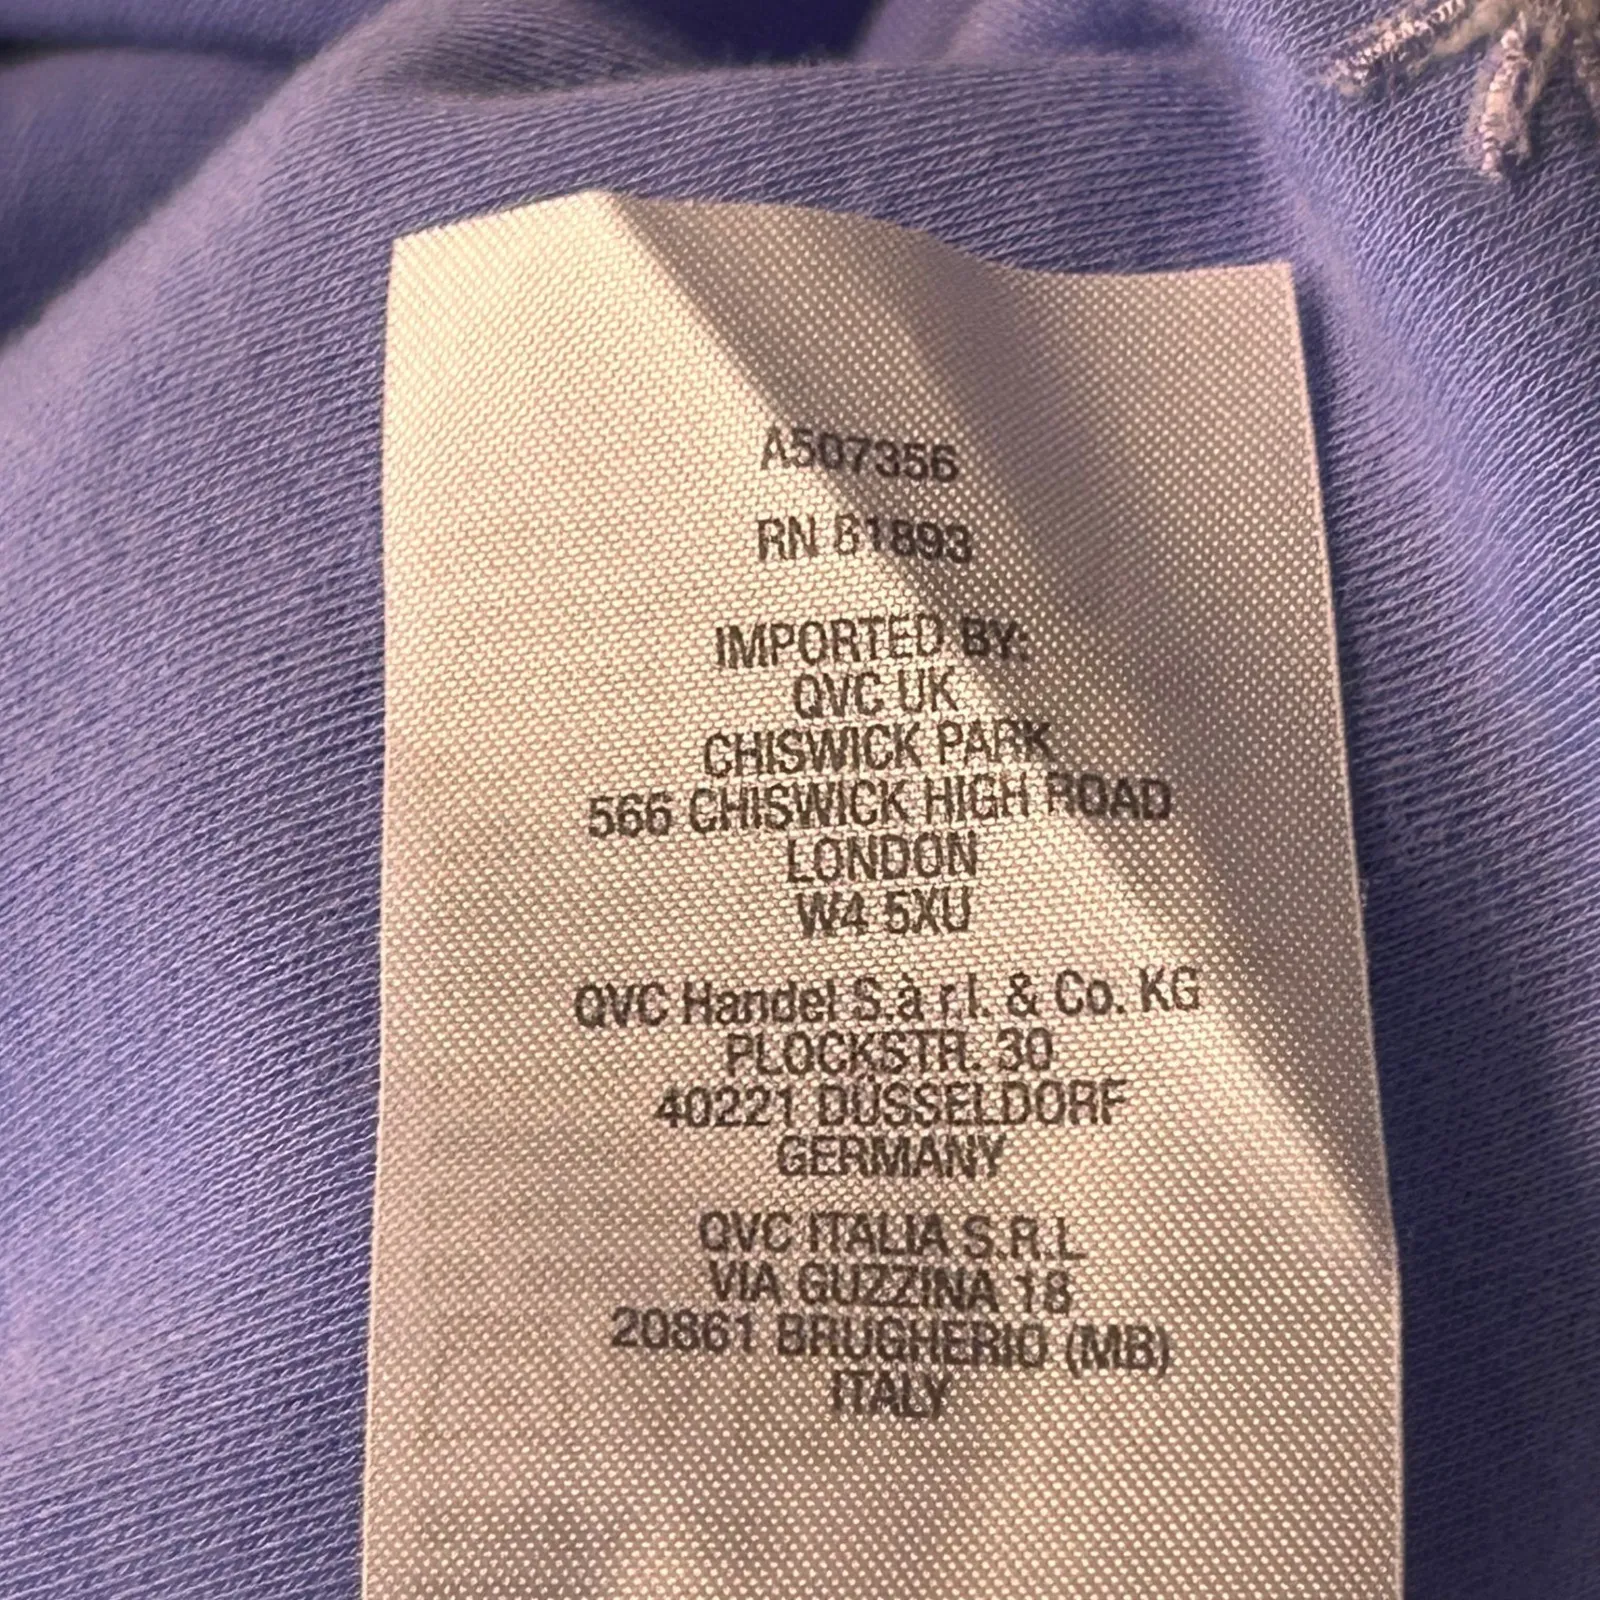 A507356
RN 61893
IMPORTED BY:
QVC UK
CHISWICK PARK
566 CHISWICK HIGH ROAD
LONDON
W4 5XU
QVC Handel S.à r.l. & Co. KG
PLOCKSTR. 30
40221 DÜSSELDORF
GERMANY
QVC ITALIA S.R.L
VIA GUZZINA 18
20861 BRUGHERIO (MB)
ITALY